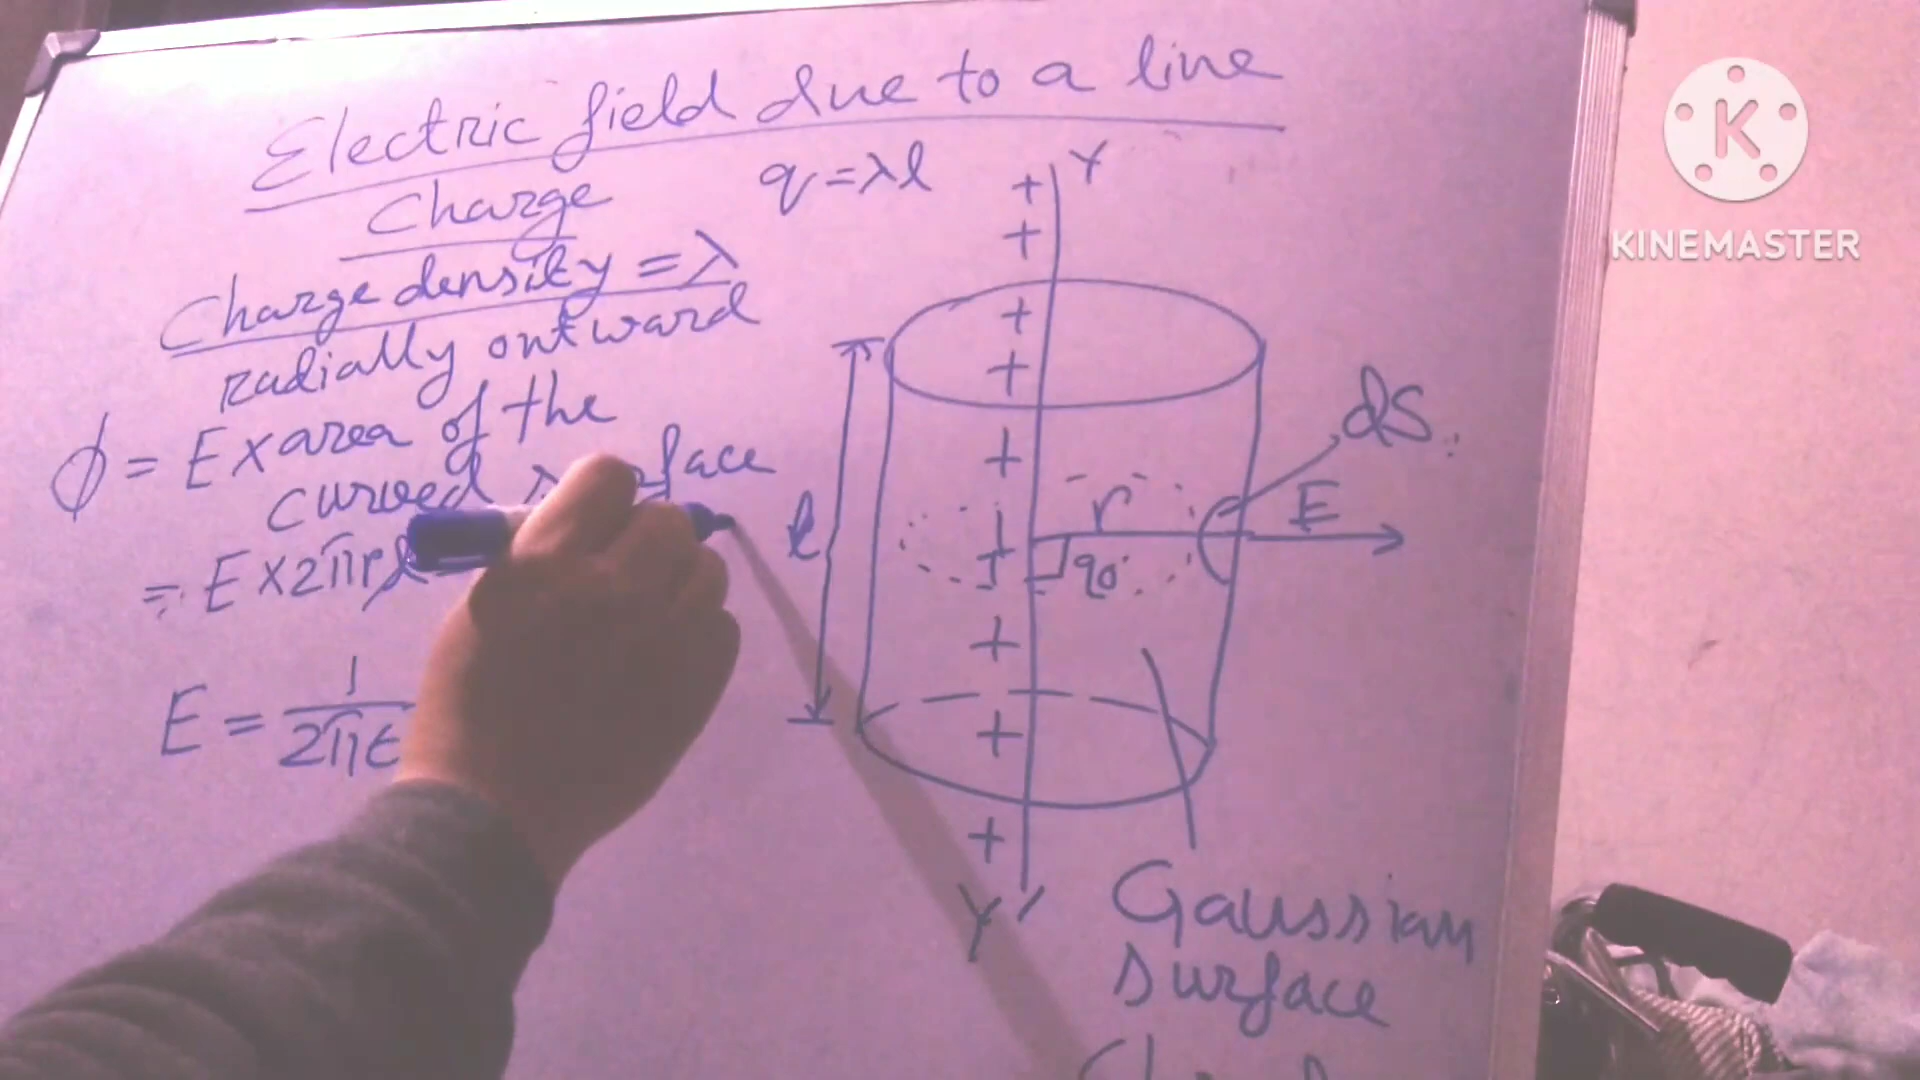 Electric field due to a line
Charge
q = λl
Charge density = λ
radially outward
ϕ = E x area of the
curved
= E x 2πrl
E = 1
2πϵ
Y
+
+
+
+
+
+
+
+
l
r
90°
dS
E
Y'
Gaussian
surface
K
KINEMASTER